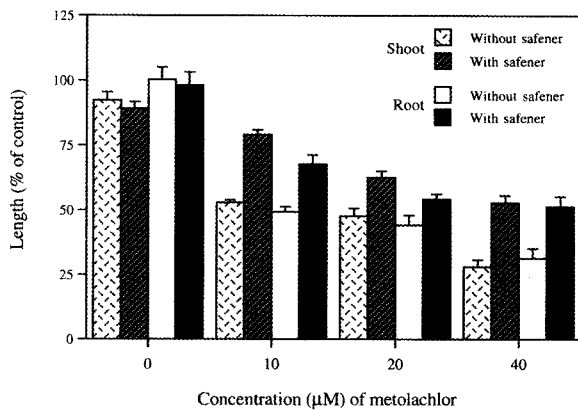 125
100
75
50
25
0
Length (% of control)
Shoot
Without safener
With safener
Root
Without safener
With safener
0 10 20 40
Concentration (μM) of metolachlor